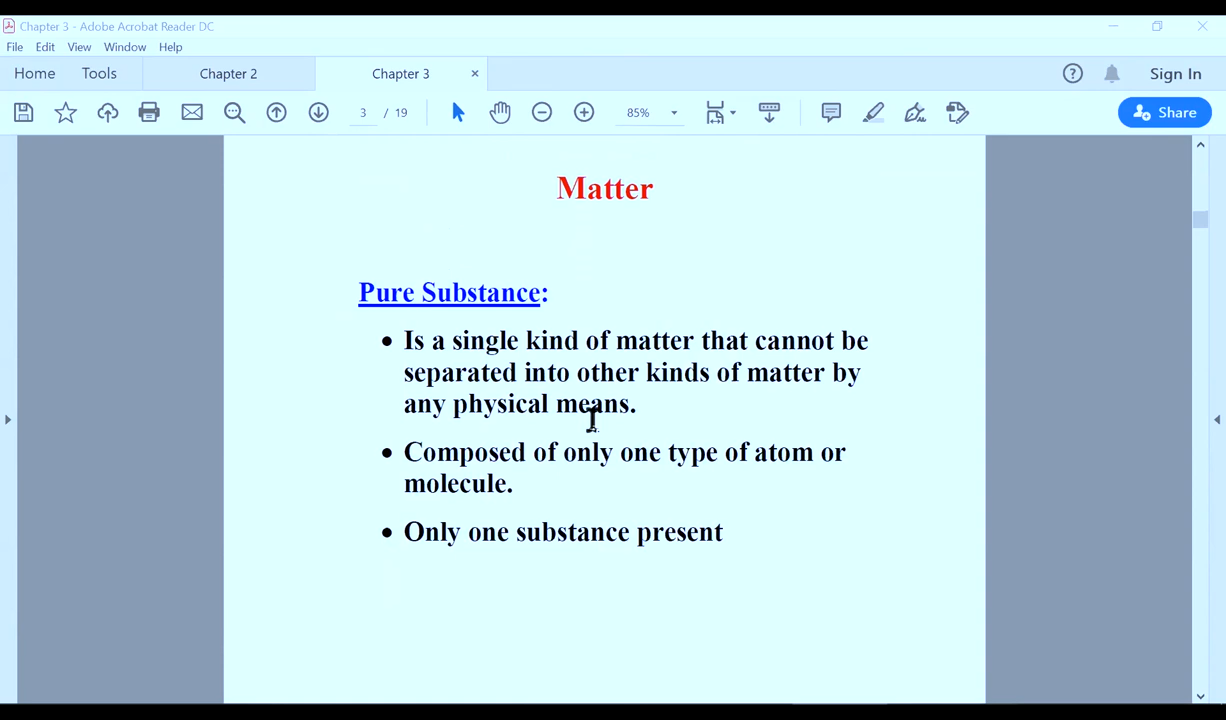 Chapter 3 - Adobe Acrobat Reader DC
File Edit View Window Help
Home Tools Chapter 2 Chapter 3 × ? Sign In
3 / 19 85% Share
Matter
Pure Substance:
• Is a single kind of matter that cannot be
separated into other kinds of matter by
any physical means.
• Composed of only one type of atom or
molecule.
• Only one substance present